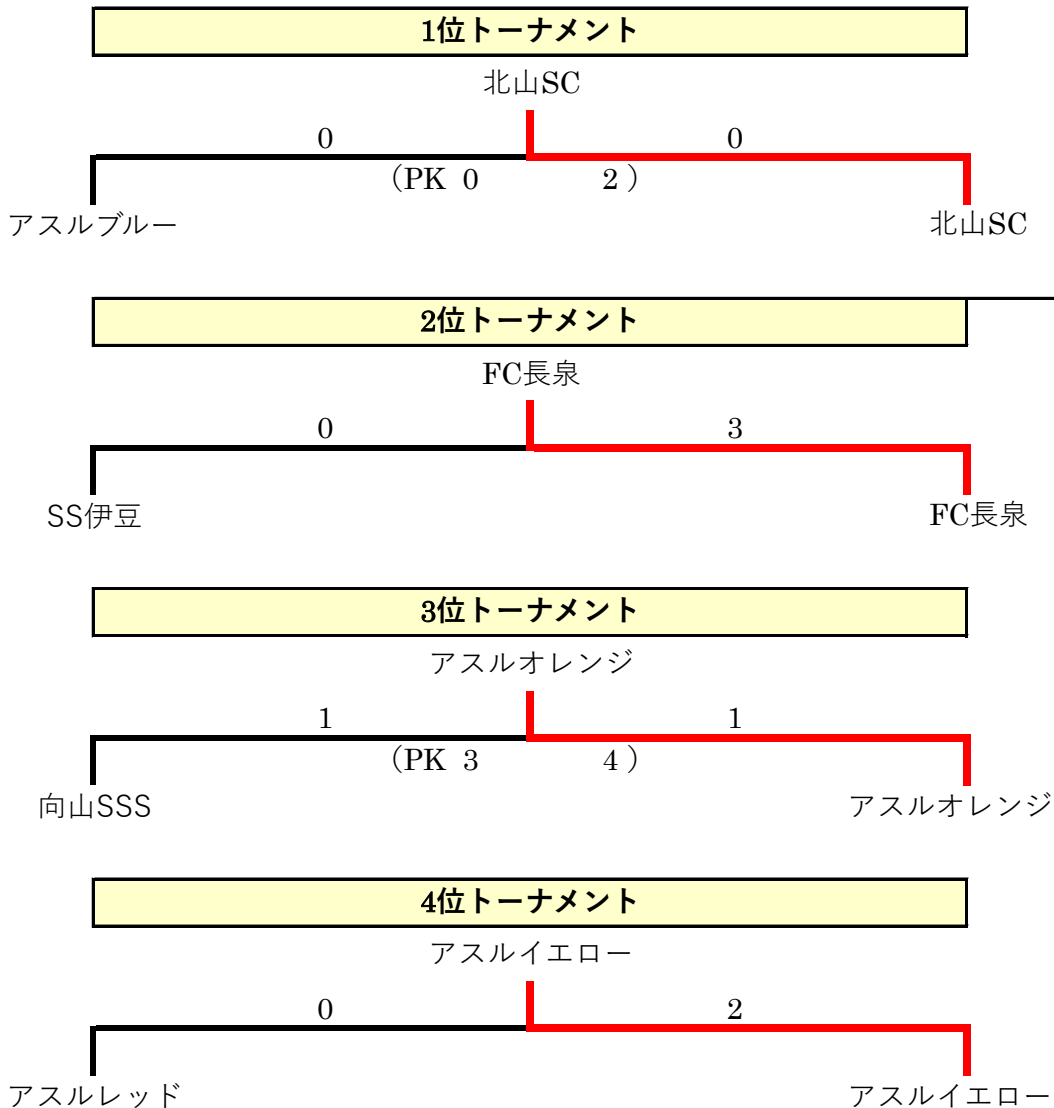 1位トーナメント
北山SC
0 0
（PK 0 2）
アスルブルー 北山SC
2位トーナメント
FC長泉
0 3
SS伊豆 FC長泉
3位トーナメント
アスルオレンジ
1 1
（PK 3 4）
向山SSS アスルオレンジ
4位トーナメント
アスルイエロー
0 2
アスルレッド アスルイエロー